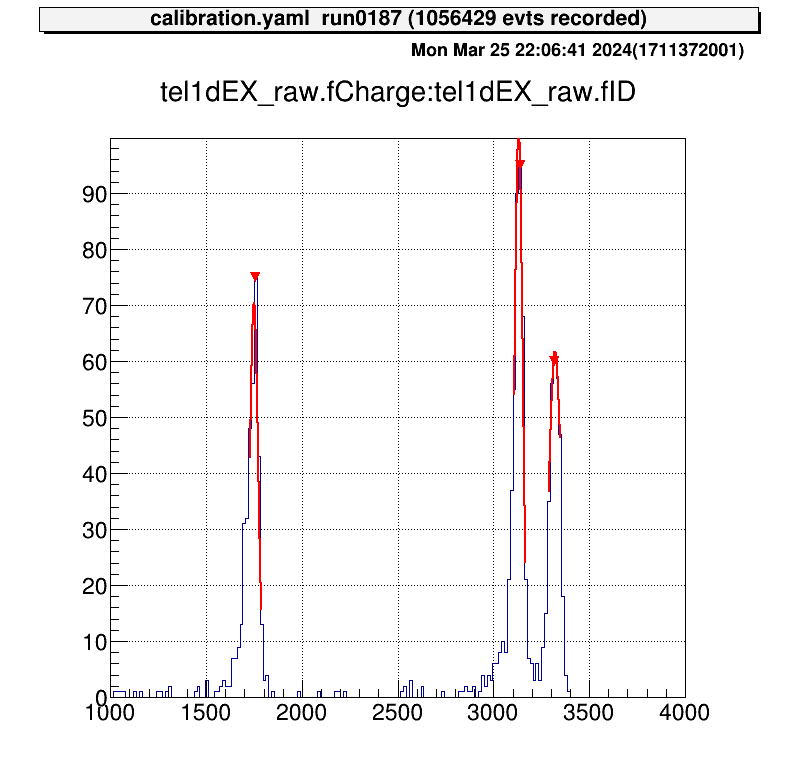 calibration.yaml run0187 (1056429 evts recorded)
Mon Mar 25 22:06:41 2024(1711372001)
tel1dEX_raw.fCharge:tel1dEX_raw.fID
90
80
70
60
50
40
30
20
10
0
1000 1500 2000 2500 3000 3500 4000